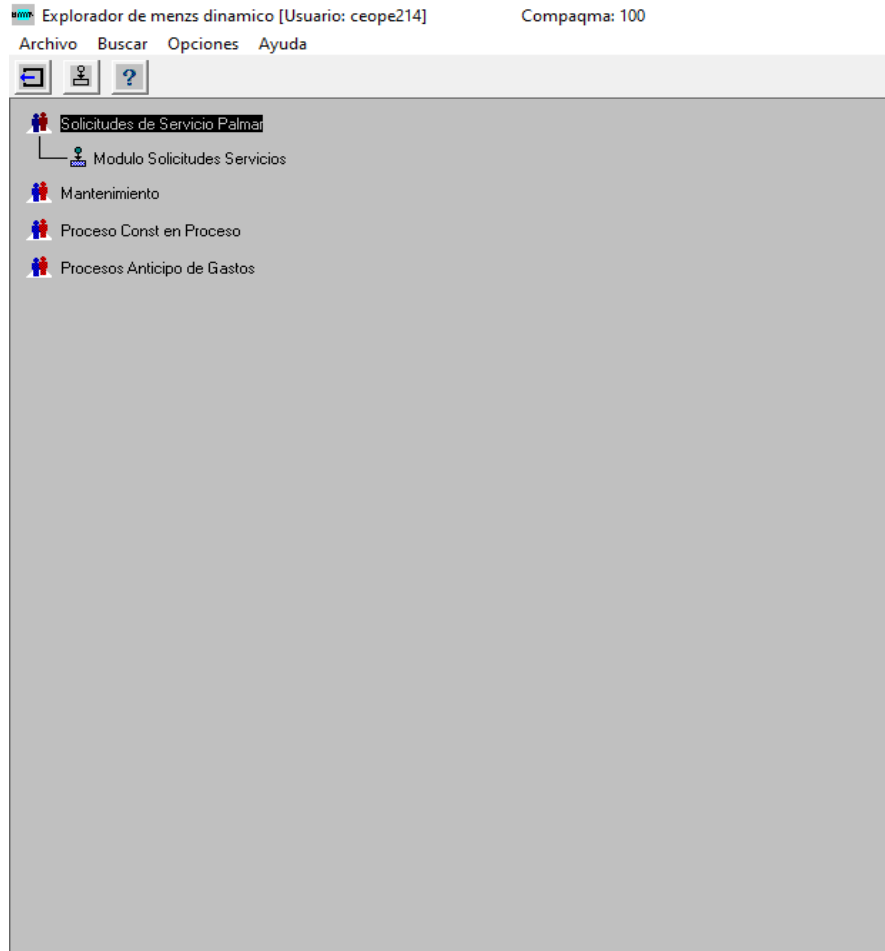 Explorador de menzs dinamico [Usuario: ceope214] Compaqma: 100
Archivo Buscar Opciones Ayuda
?
Solicitudes de Servicio Palmar
Modulo Solicitudes Servicios
Mantenimiento
Proceso Const en Proceso
Procesos Anticipo de Gastos